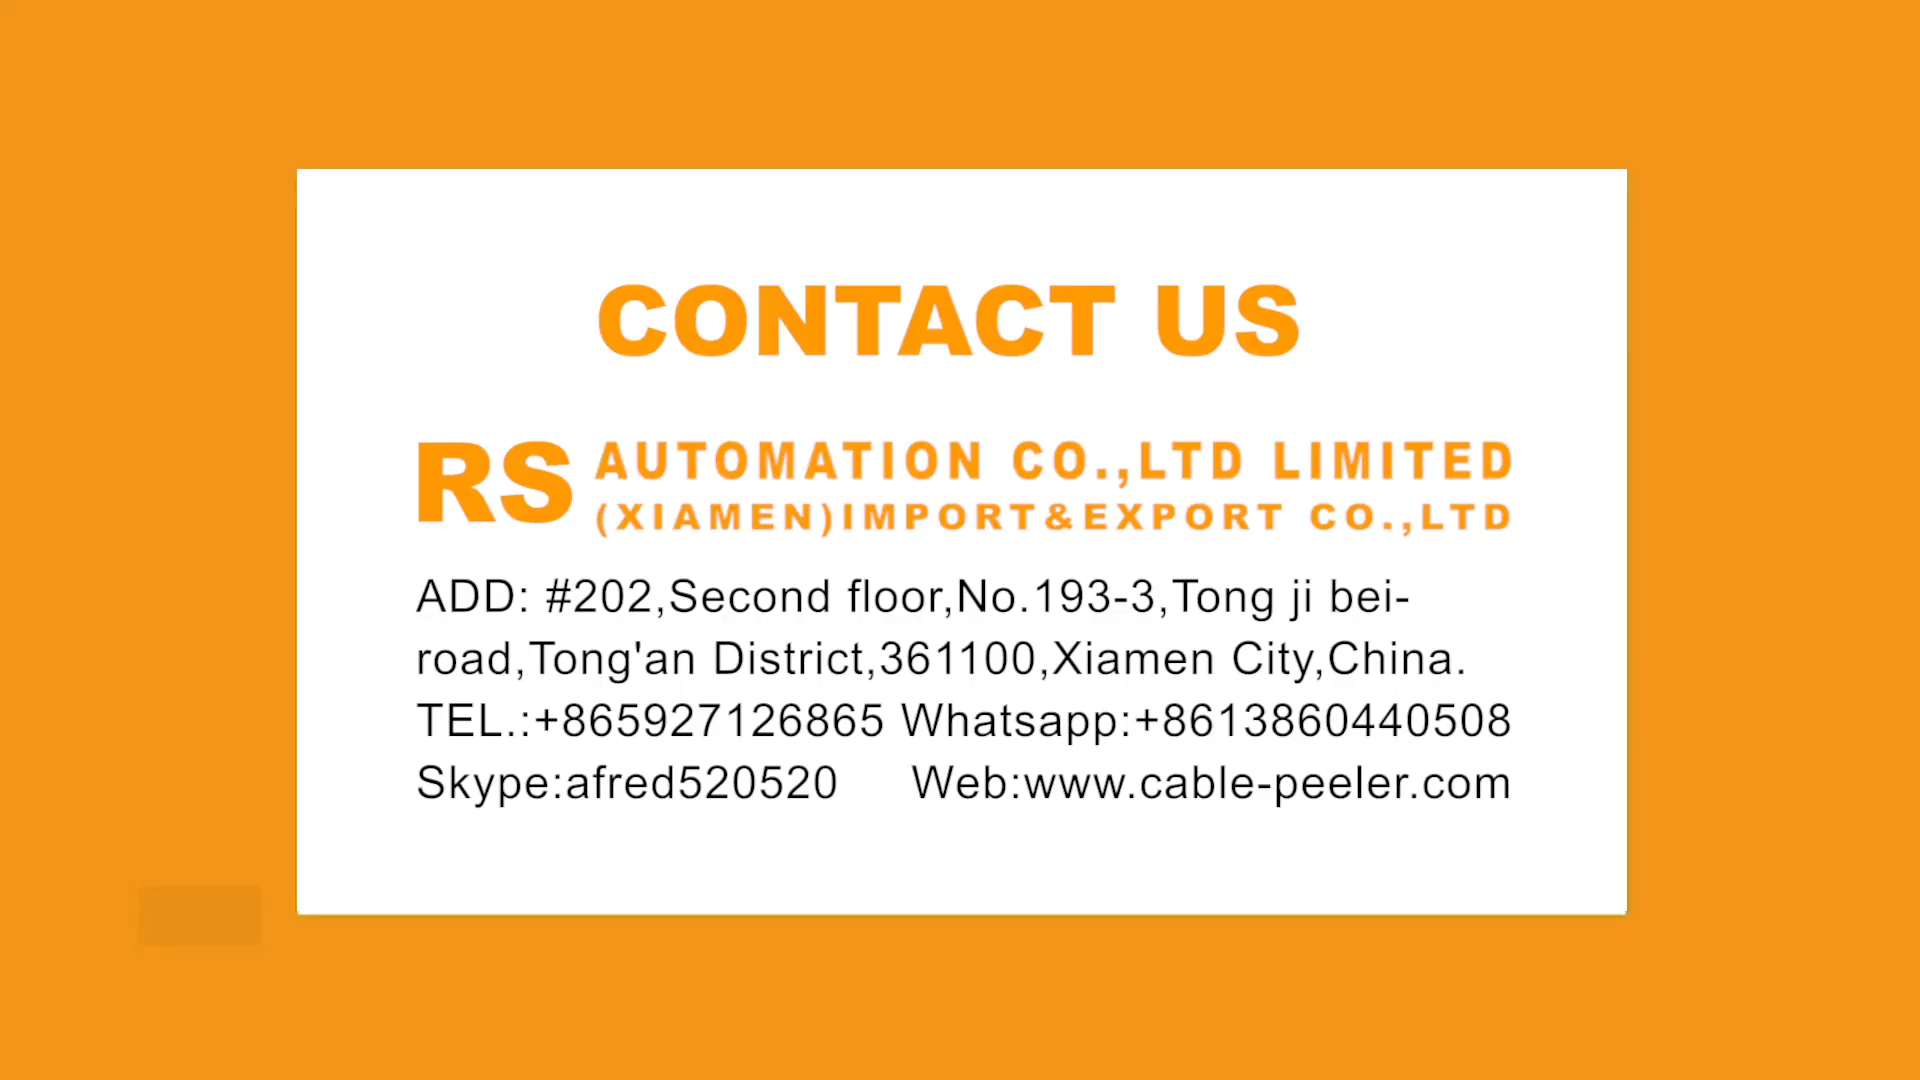 CONTACT US
RS AUTOMATION CO.,LTD LIMITED
(XIAMEN)IMPORT&EXPORT CO.,LTD
ADD: #202,Second floor,No.193-3,Tong ji bei-
road,Tong'an District,361100,Xiamen City,China.
TEL.:+865927126865 Whatsapp:+8613860440508
Skype:afred520520 Web:www.cable-peeler.com